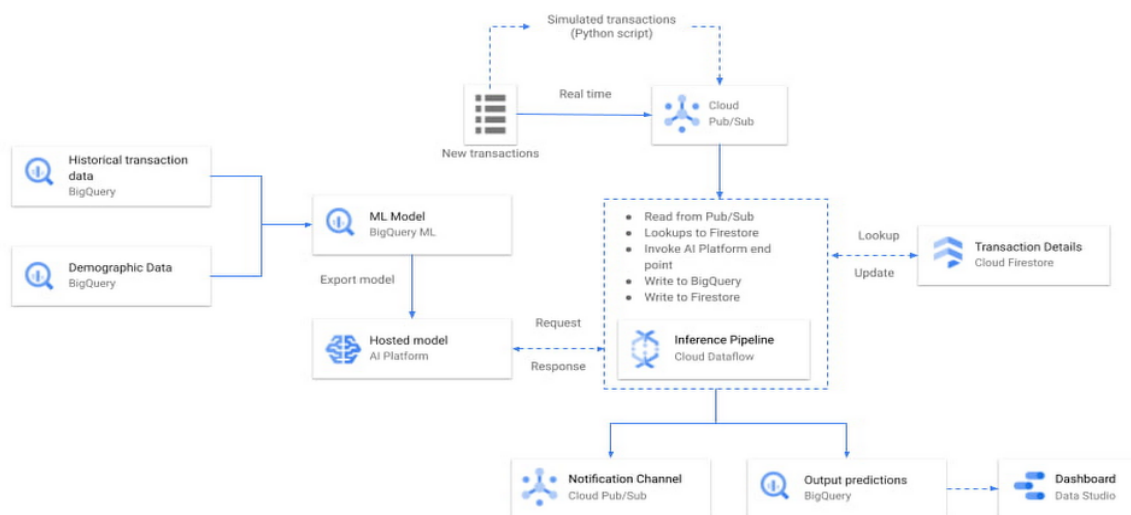 Simulated transactions
(Python script)
Real time
Cloud
Pub/Sub
New transactions
Historical transaction
data
BigQuery
Demographic Data
BigQuery
ML Model
BigQuery ML
Export model
Hosted model
AI Platform
Request
Response
Read from Pub/Sub
Lookups to Firestore
Invoke AI Platform end
point
Write to BigQuery
Write to Firestore
Inference Pipeline
Cloud Dataflow
Lookup
Update
Transaction Details
Cloud Firestore
Notification Channel
Cloud Pub/Sub
Output predictions
BigQuery
Dashboard
Data Studio